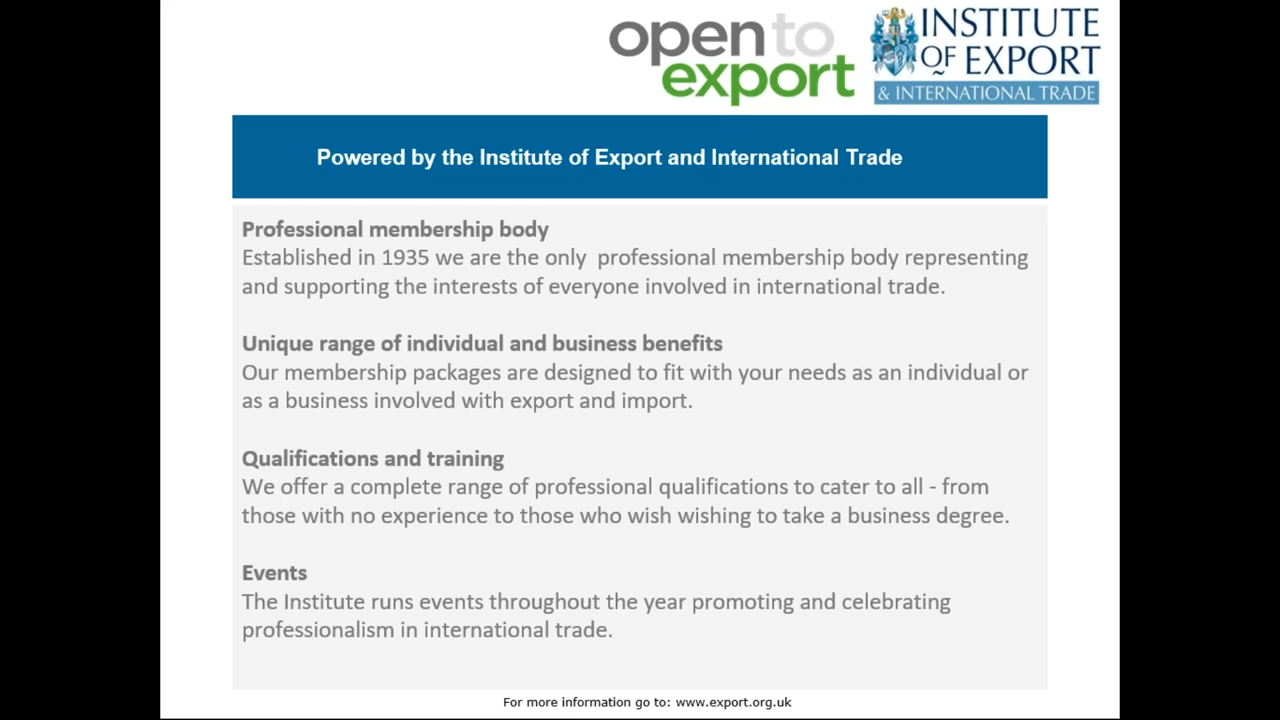 open to
export
INSTITUTE
OF EXPORT
& INTERNATIONAL TRADE
Powered by the Institute of Export and International Trade
Professional membership body
Established in 1935 we are the only professional membership body representing
and supporting the interests of everyone involved in international trade.
Unique range of individual and business benefits
Our membership packages are designed to fit with your needs as an individual or
as a business involved with export and import.
Qualifications and training
We offer a complete range of professional qualifications to cater to all - from
those with no experience to those who wish wishing to take a business degree.
Events
The Institute runs events throughout the year promoting and celebrating
professionalism in international trade.
For more information go to: www.export.org.uk